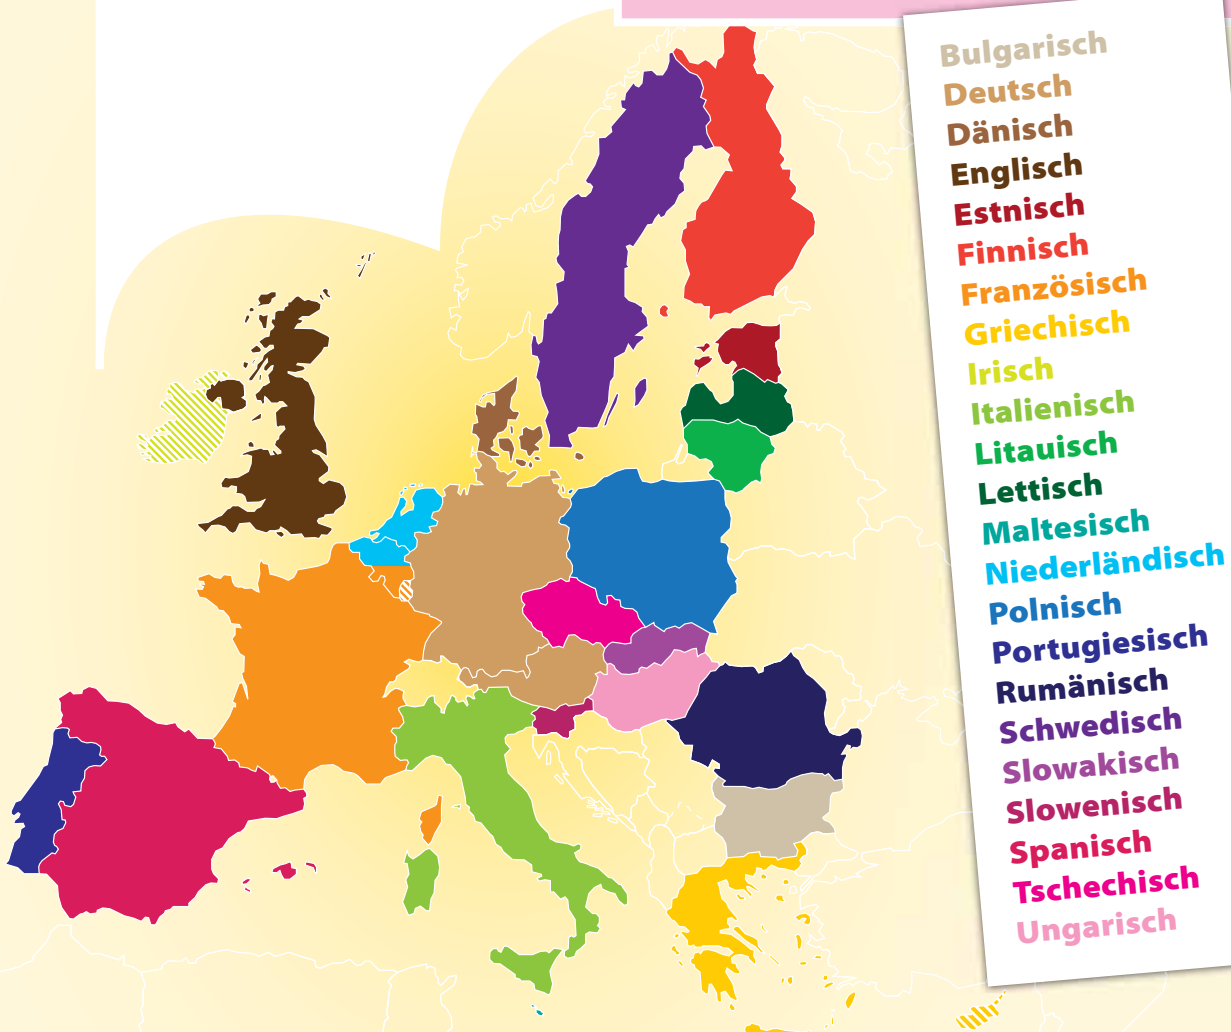 Bulgarisch
Deutsch
Dänisch
Englisch
Estnisch
Finnisch
Französisch
Griechisch
Irisch
Italienisch
Litauisch
Lettisch
Maltesisch
Niederländisch
Polnisch
Portugiesisch
Rumänisch
Schwedisch
Slowakisch
Slowenisch
Spanisch
Tschechisch
Ungarisch